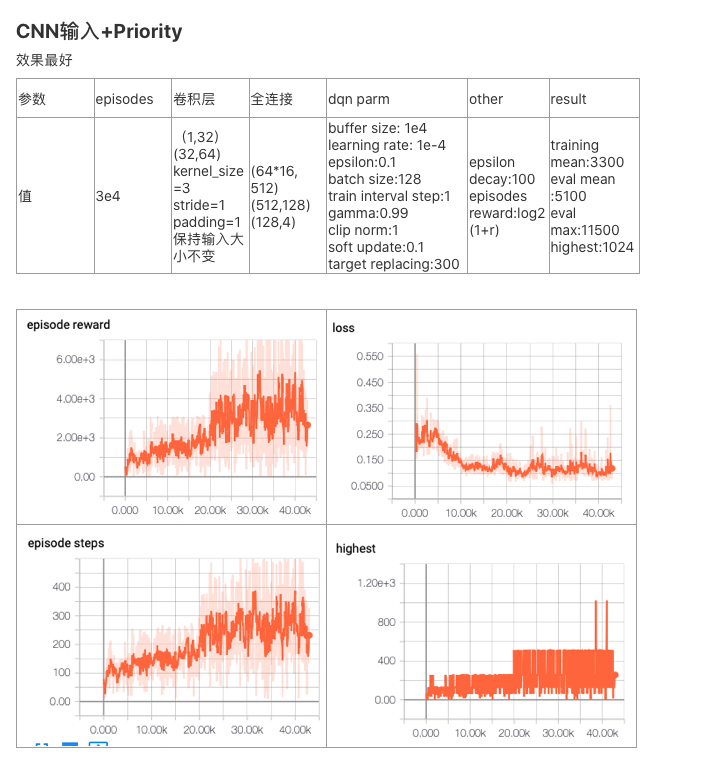 CNN输入+Priority
效果最好
参数 episodes 卷积层 全连接 dqn parm other result
值
3e4
(1,32)
(32,64)
kernel_size
=3
stride=1
padding=1
保持输入大
小不变
(64*16,
512)
(512,128)
(128,4)
buffer size: 1e4
learning rate: 1e-4
epsilon:0.1
batch size:128
train interval step:1
gamma:0.99
clip norm:1
soft update:0.1
target replacing:300
epsilon
decay:100
episodes
reward:log2
(1+r)
training
mean:3300
eval mean
:5100
eval
max:11500
highest:1024
episode reward
6.00e+3
4.00e+3
2.00e+3
0.00
0.000 10.00k 20.00k 30.00k 40.00k
loss
0.550
0.450
0.350
0.250
0.150
0.0500
0.000 10.00k 20.00k 30.00k 40.00k
episode steps
400
300
200
100
0.00
0.000 10.00k 20.00k 30.00k 40.00k
highest
1.20e+3
800
400
0.00
0.000 10.00k 20.00k 30.00k 40.00k